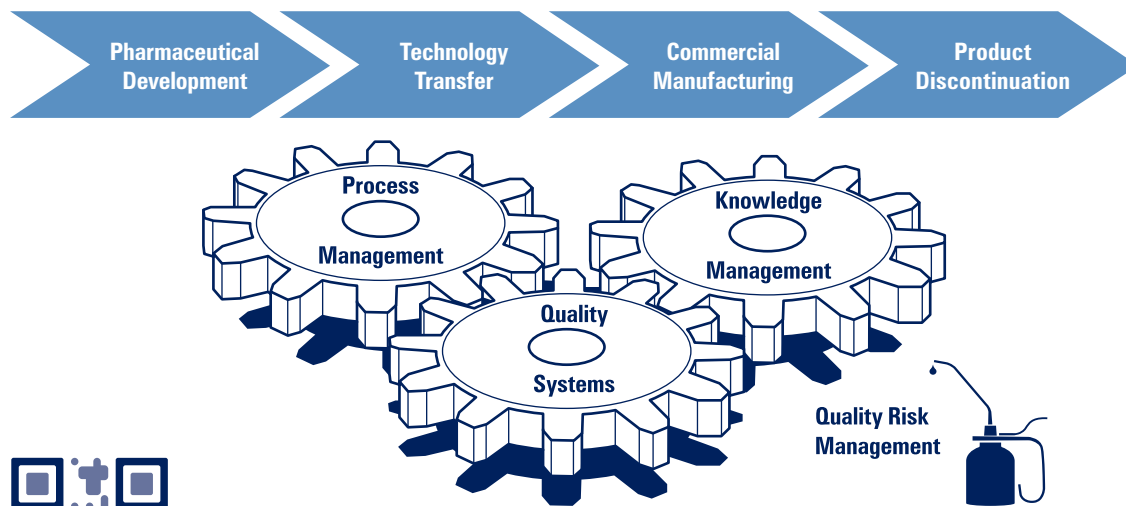 Pharmaceutical
Development
Technology
Transfer
Commercial
Manufacturing
Product
Discontinuation
Process
Management
Knowledge
Management
Quality
Systems
Quality Risk
Management